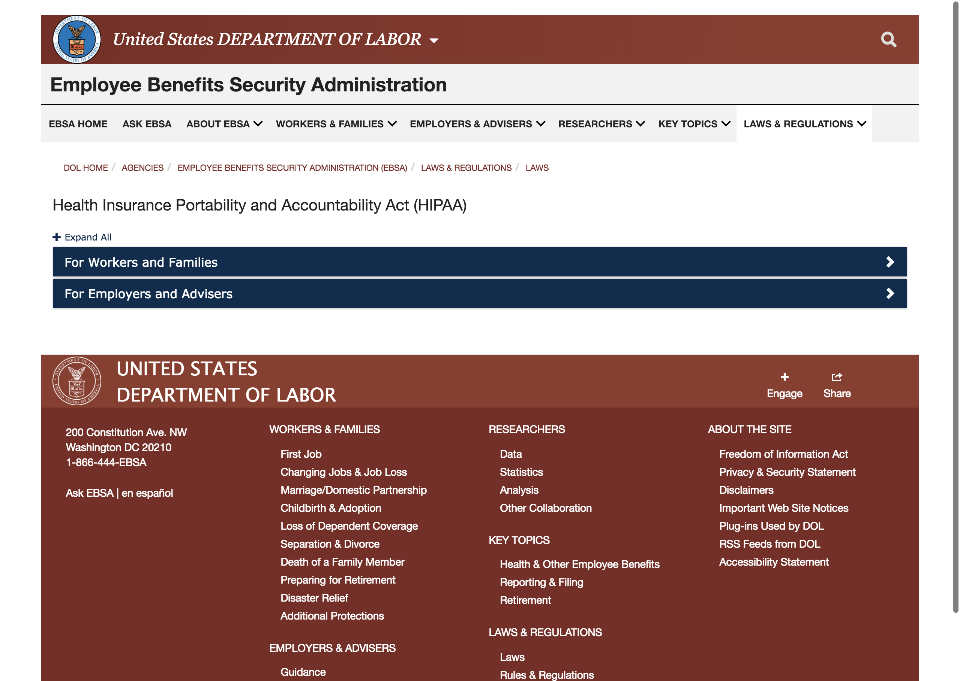 United States DEPARTMENT OF LABOR
Employee Benefits Security Administration
EBSA HOME ASK EBSA ABOUT EBSA WORKERS & FAMILIES EMPLOYERS & ADVISERS RESEARCHERS KEY TOPICS LAWS & REGULATIONS
DOL HOME / AGENCIES / EMPLOYEE BENEFITS SECURITY ADMINISTRATION (EBSA) / LAWS & REGULATIONS / LAWS
Health Insurance Portability and Accountability Act (HIPAA)
+ Expand All
For Workers and Families
For Employers and Advisers
UNITED STATES
DEPARTMENT OF LABOR
Engage Share
200 Constitution Ave. NW
Washington DC 20210
1-866-444-EBSA
Ask EBSA | en español
WORKERS & FAMILIES
First Job
Changing Jobs & Job Loss
Marriage/Domestic Partnership
Childbirth & Adoption
Loss of Dependent Coverage
Separation & Divorce
Death of a Family Member
Preparing for Retirement
Disaster Relief
Additional Protections
EMPLOYERS & ADVISERS
Guidance
RESEARCHERS
Data
Statistics
Analysis
Other Collaboration
KEY TOPICS
Health & Other Employee Benefits
Reporting & Filing
Retirement
LAWS & REGULATIONS
Laws
Rules & Regulations
ABOUT THE SITE
Freedom of Information Act
Privacy & Security Statement
Disclaimers
Important Web Site Notices
Plug-ins Used by DOL
RSS Feeds from DOL
Accessibility Statement